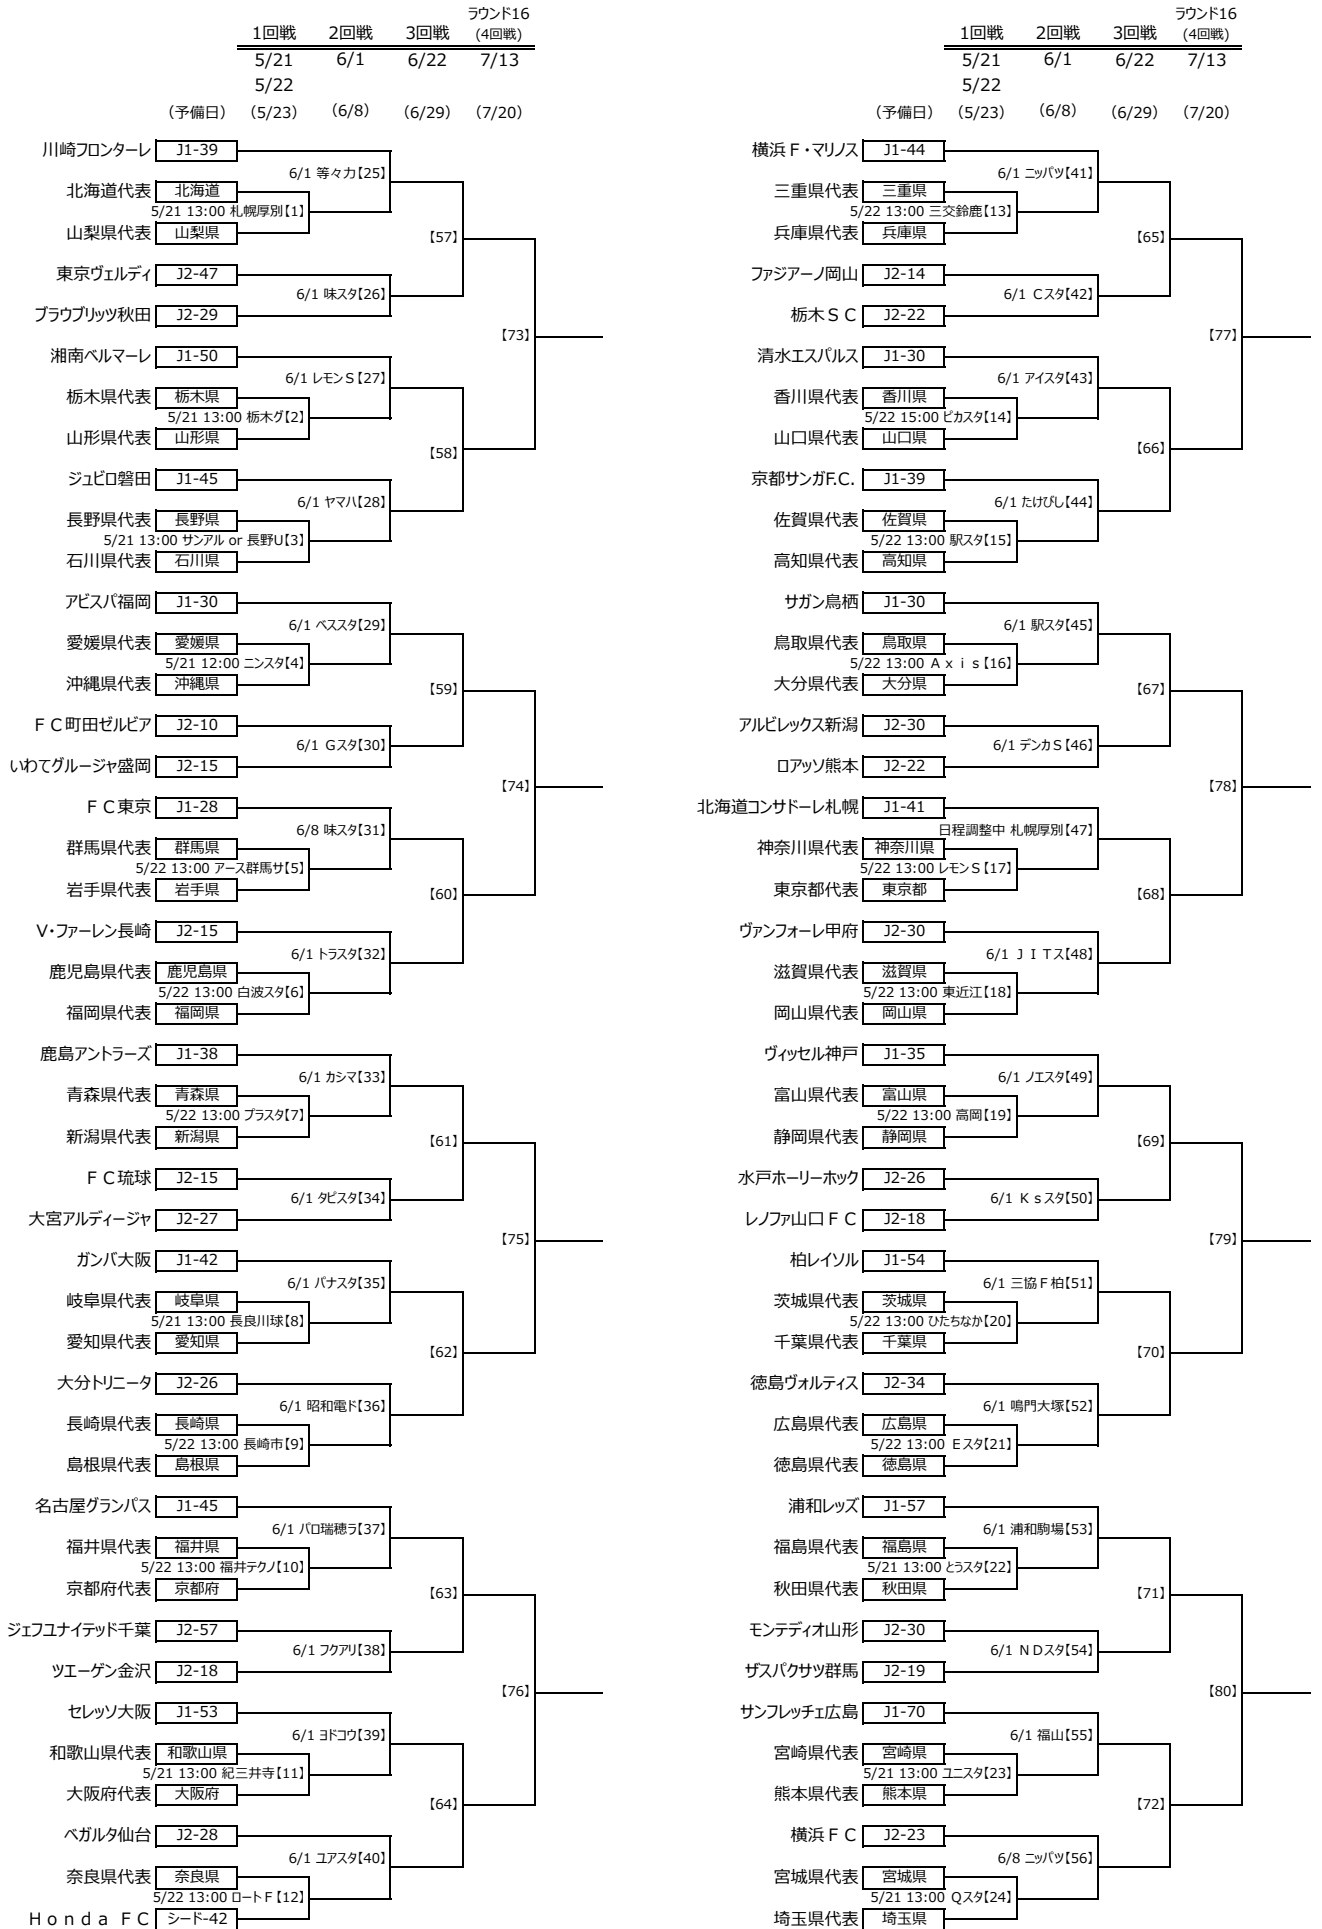 ラウンド16
1回戦 2回戦 3回戦 (4回戦)
5/21 6/1 6/22 7/13
5/22
(予備日) (5/23) (6/8) (6/29) (7/20)
川崎フロンターレ J1-39
6/1 等々力【25】
北海道代表 北海道
5/21 13:00 札幌厚別【1】
山梨県代表 山梨県
【57】
東京ヴェルディ J2-47
6/1 味スタ【26】
ブラウブリッツ秋田 J2-29
【73】
湘南ベルマーレ J1-50
6/1 レモンS【27】
栃木県代表 栃木県
5/21 13:00 栃木グ【2】
山形県代表 山形県
【58】
ジュビロ磐田 J1-45
6/1 ヤマハ【28】
長野県代表 長野県
5/21 13:00 サンアル or 長野U【3】
石川県代表 石川県
アビスパ福岡 J1-30
6/1 ベススタ【29】
愛媛県代表 愛媛県
5/21 12:00 ニンスタ【4】
沖縄県代表 沖縄県
【59】
FC町田ゼルビア J2-10
6/1 Gスタ【30】
いわてグルージャ盛岡 J2-15
【74】
FC東京 J1-28
6/8 味スタ【31】
群馬県代表 群馬県
5/22 13:00 アース群馬サ【5】
岩手県代表 岩手県
【60】
V・ファーレン長崎 J2-15
6/1 トラスタ【32】
鹿児島県代表 鹿児島県
5/22 13:00 白波スタ【6】
福岡県代表 福岡県
鹿島アントラーズ J1-38
6/1 カシマ【33】
青森県代表 青森県
5/22 13:00 プラスタ【7】
新潟県代表 新潟県
【61】
FC琉球 J2-15
6/1 タピスタ【34】
大宮アルディージャ J2-27
【75】
ガンバ大阪 J1-42
6/1 パナスタ【35】
岐阜県代表 岐阜県
5/21 13:00 長良川球【8】
愛知県代表 愛知県
【62】
大分トリニータ J2-26
6/1 昭和電ド【36】
長崎県代表 長崎県
5/22 13:00 長崎市【9】
島根県代表 島根県
名古屋グランパス J1-45
6/1 パロ瑞穂ラ【37】
福井県代表 福井県
5/22 13:00 福井テクノ【10】
京都府代表 京都府
【63】
ジェフユナイテッド千葉 J2-57
6/1 フクアリ【38】
ツエーゲン金沢 J2-18
【76】
セレッソ大阪 J1-53
6/1 ヨドコウ【39】
和歌山県代表 和歌山県
5/21 13:00 紀三井寺【11】
大阪府代表 大阪府
【64】
ベガルタ仙台 J2-28
6/1 ユアスタ【40】
奈良県代表 奈良県
5/22 13:00 ロートF【12】
Honda FC シード-42
ラウンド16
1回戦 2回戦 3回戦 (4回戦)
5/21 6/1 6/22 7/13
5/22
(予備日) (5/23) (6/8) (6/29) (7/20)
横浜F・マリノス J1-44
6/1 ニッパツ【41】
三重県代表 三重県
5/22 13:00 三交鈴鹿【13】
兵庫県代表 兵庫県
【65】
ファジアーノ岡山 J2-14
6/1 Cスタ【42】
栃木SC J2-22
【77】
清水エスパルス J1-30
6/1 アイスタ【43】
香川県代表 香川県
5/22 15:00 ピカスタ【14】
山口県代表 山口県
【66】
京都サンガF.C. J1-39
6/1 たけびし【44】
佐賀県代表 佐賀県
5/22 13:00 駅スタ【15】
高知県代表 高知県
サガン鳥栖 J1-30
6/1 駅スタ【45】
鳥取県代表 鳥取県
5/22 13:00 Axis【16】
大分県代表 大分県
【67】
アルビレックス新潟 J2-30
6/1 デンカS【46】
ロアッソ熊本 J2-22
【78】
北海道コンサドーレ札幌 J1-41
日程調整中 札幌厚別【47】
神奈川県代表 神奈川県
5/22 13:00 レモンS【17】
東京都代表 東京都
【68】
ヴァンフォーレ甲府 J2-30
6/1 JITス【48】
滋賀県代表 滋賀県
5/22 13:00 東近江【18】
岡山県代表 岡山県
ヴィッセル神戸 J1-35
6/1 ノエスタ【49】
富山県代表 富山県
5/22 13:00 高岡【19】
静岡県代表 静岡県
【69】
水戸ホーリーホック J2-26
6/1 Ksスタ【50】
レノファ山口FC J2-18
【79】
柏レイソル J1-54
6/1 三協F柏【51】
茨城県代表 茨城県
5/22 13:00 ひたちなか【20】
千葉県代表 千葉県
【70】
徳島ヴォルティス J2-34
6/1 鳴門大塚【52】
広島県代表 広島県
5/22 13:00 Eスタ【21】
徳島県代表 徳島県
浦和レッズ J1-57
6/1 浦和駒場【53】
福島県代表 福島県
5/21 13:00 とうスタ【22】
秋田県代表 秋田県
【71】
モンテディオ山形 J2-30
6/1 NDスタ【54】
ザスパクサツ群馬 J2-19
【80】
サンフレッチェ広島 J1-70
6/1 福山【55】
宮崎県代表 宮崎県
5/21 13:00 ユニスタ【23】
熊本県代表 熊本県
【72】
横浜FC J2-23
6/8 ニッパツ【56】
宮城県代表 宮城県
5/21 13:00 Qスタ【24】
埼玉県代表 埼玉県